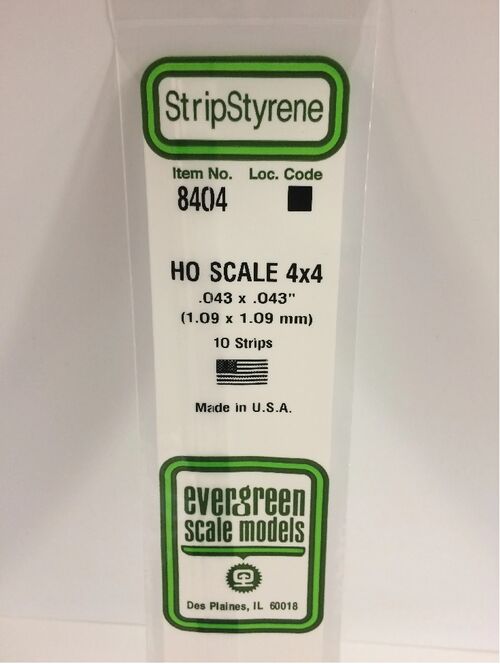 StripStyrene
Item No. Loc. Code
8404
HO SCALE 4x4
.043 x .043"
(1.09 x 1.09 mm)
10 Strips
Made in U.S.A.
evergreen
scale models
Des Plaines, IL 60018